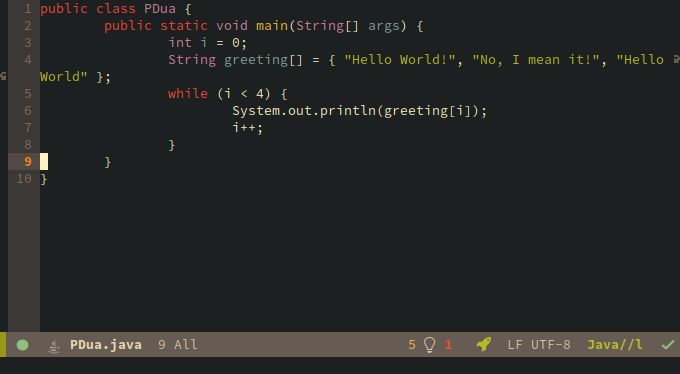 1 public class PDua {
2 public static void main(String[] args) {
3 int i = 0;
4 String greeting[] = { "Hello World!", "No, I mean it!", "Hello
World" };
5 while (i < 4) {
6 System.out.println(greeting[i]);
7 i++;
8 }
9 }
10 }
PDua.java 9 All 5 1 LF UTF-8 Java//l